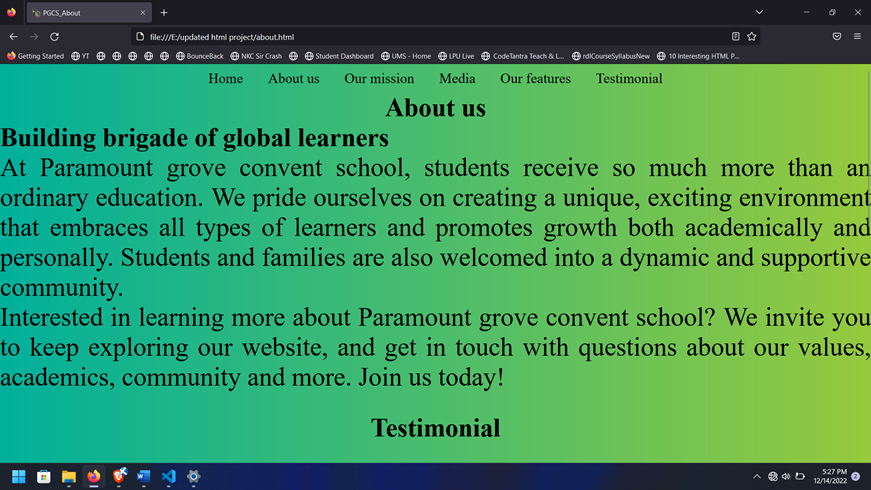 PGCS_About
file:///E:/updated html project/about.html
Getting Started YT BounceBack NKC Sir Crash Student Dashboard UMS - Home LPU Live CodeTantra Teach & L... rdlCourseSyllabusNew 10 Interesting HTML P...
Home About us Our mission Media Our features Testimonial
About us
Building brigade of global learners
At Paramount grove convent school, students receive so much more than an
ordinary education. We pride ourselves on creating a unique, exciting environment
that embraces all types of learners and promotes growth both academically and
personally. Students and families are also welcomed into a dynamic and supportive
community.
Interested in learning more about Paramount grove convent school? We invite you
to keep exploring our website, and get in touch with questions about our values,
academics, community and more. Join us today!
Testimonial
5:27 PM
12/14/2022
2